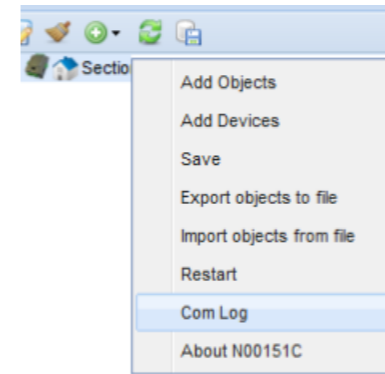 Sectio
Add Objects
Add Devices
Save
Export objects to file
Import objects from file
Restart
Com Log
About N00151C